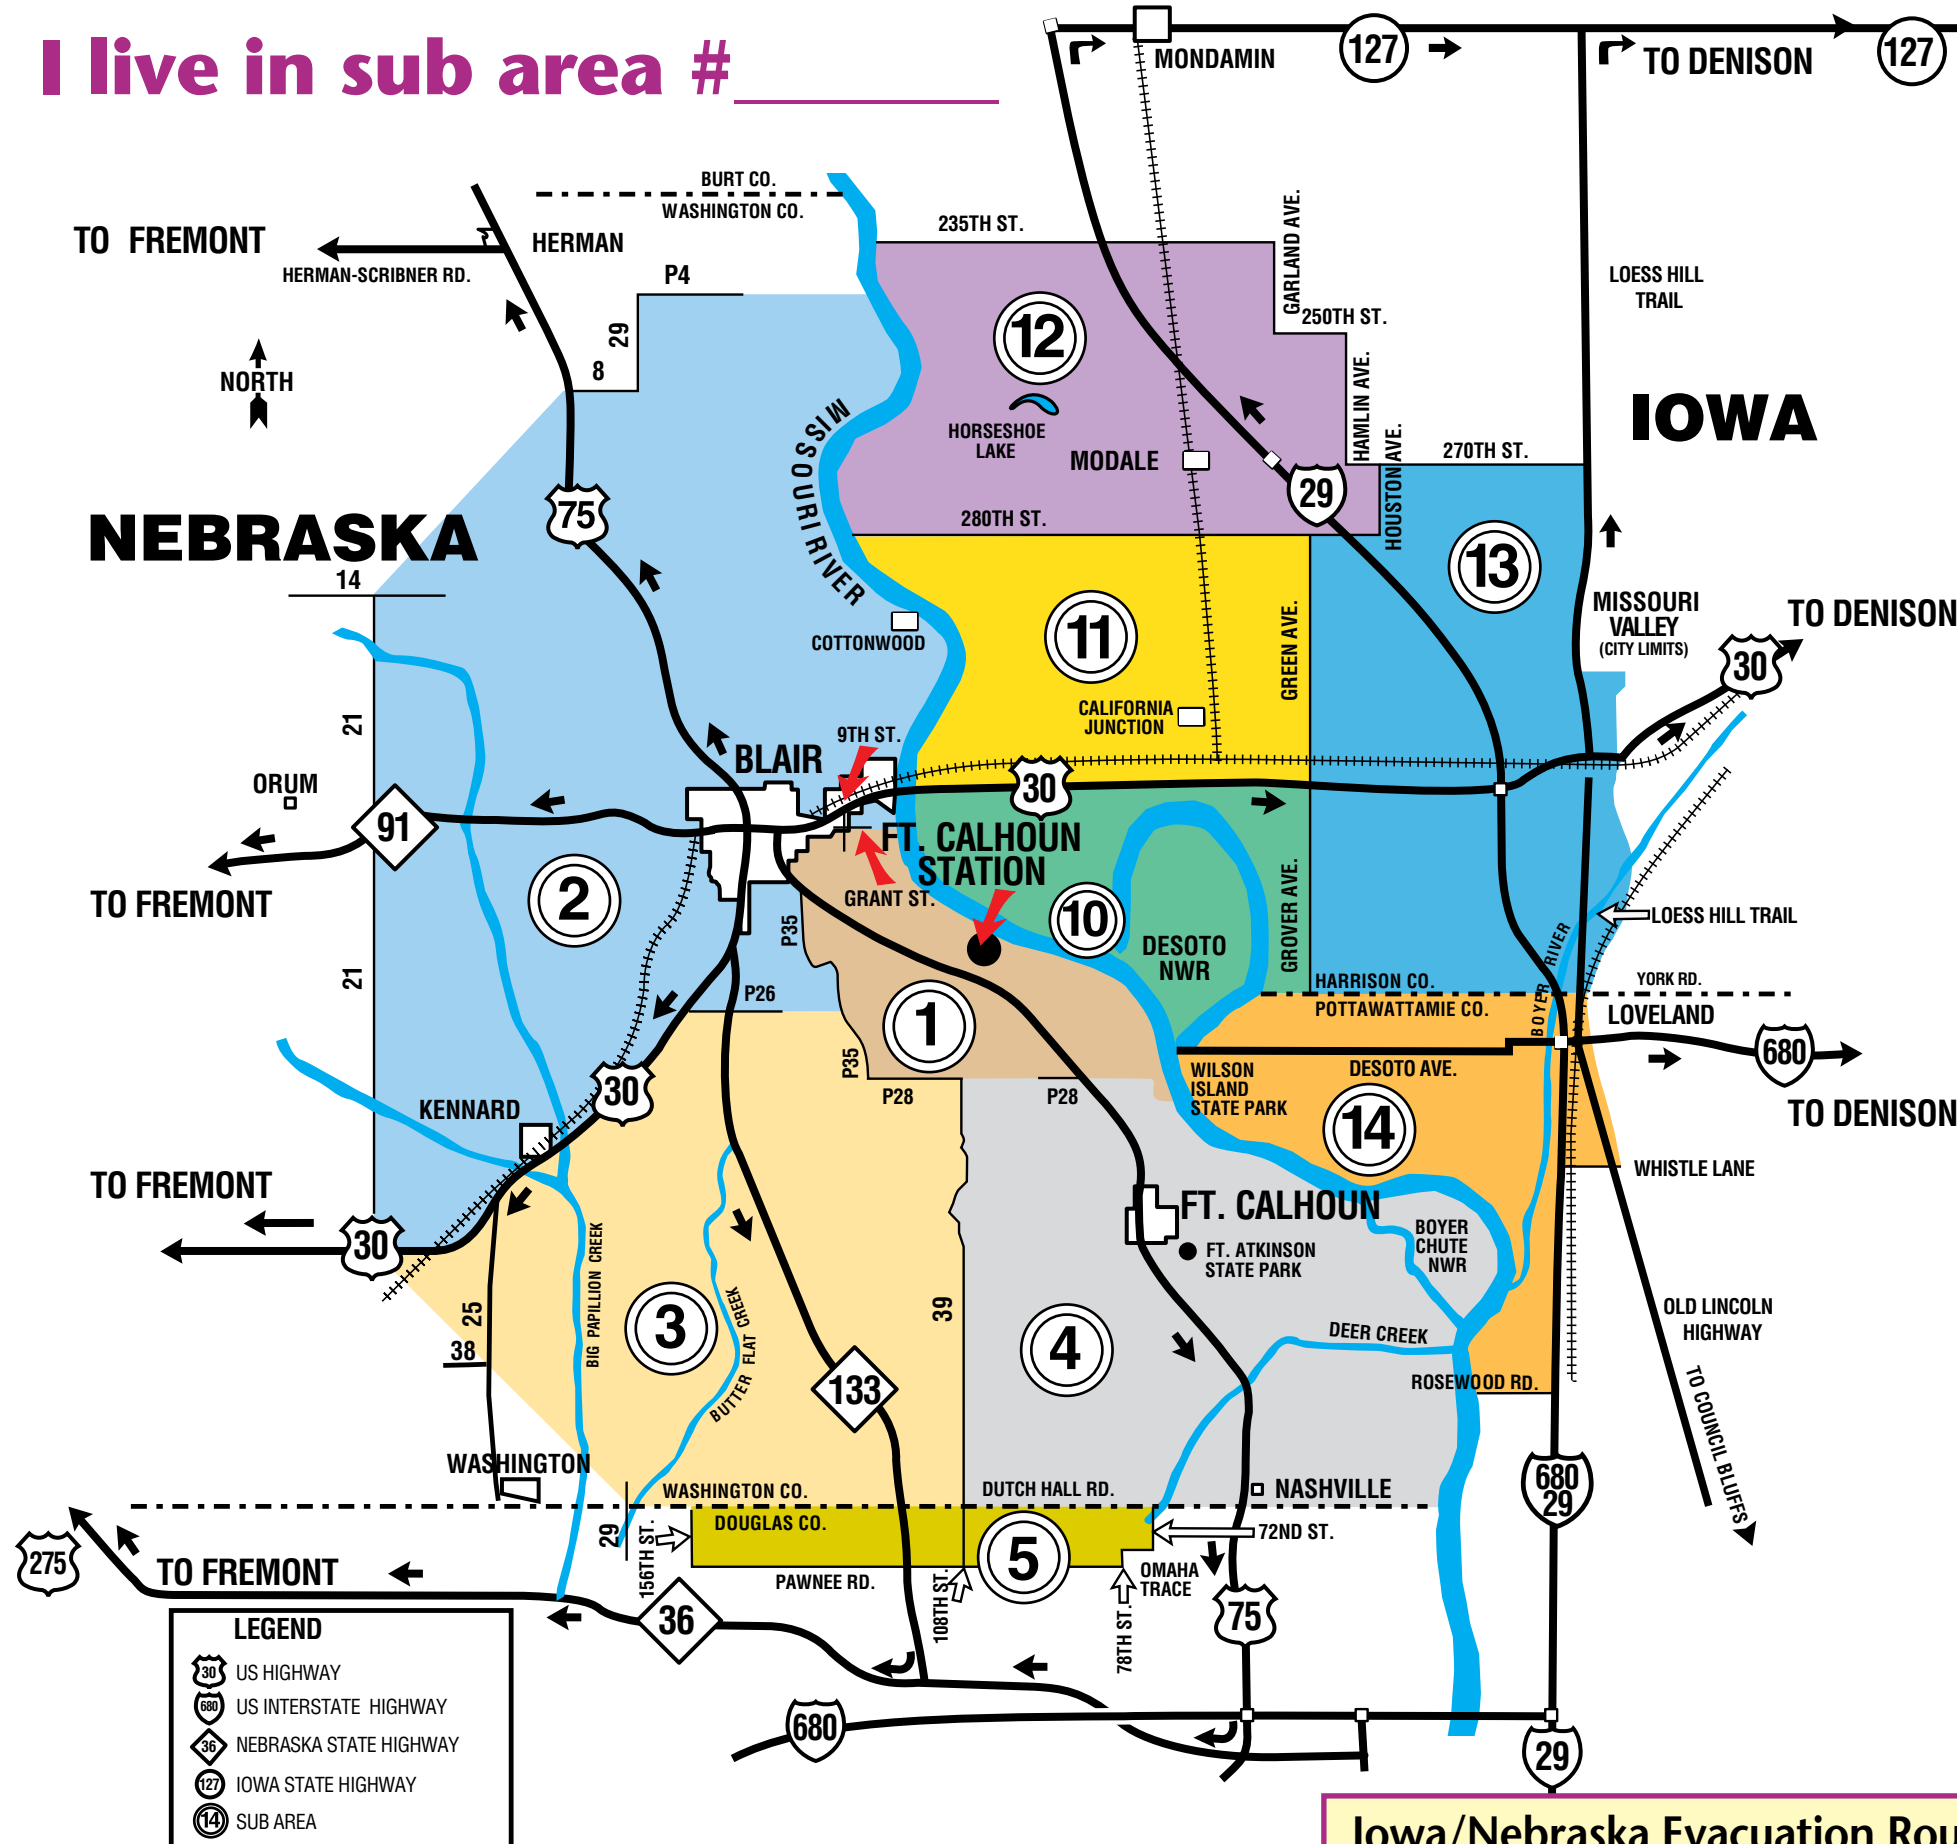 I live in sub area #________
MONDAMIN
127
TO DENISON
127
BURT CO.
WASHINGTON CO.
235TH ST.
GARLAND AVE.
TO FREMONT
HERMAN
HERMAN-SCRIBNER RD.
P4
29
8
NORTH
12
250TH ST.
LOESS HILL
TRAIL
HAMLIN AVE.
HOUSTON AVE.
IOWA
HORSESHOE
LAKE
MODALE
270TH ST.
29
75
MISSOURI RIVER
NEBRASKA
280TH ST.
14
13
MISSOURI
VALLEY
(CITY LIMITS)
TO DENISON
30
COTTONWOOD
11
GREEN AVE.
CALIFORNIA
JUNCTION
21
9TH ST.
BLAIR
ORUM
91
30
FT. CALHOUN
STATION
GRANT ST.
TO FREMONT
2
P35
10
DESOTO
NWR
GROVER AVE.
BOYER RIVER
LOESS HILL TRAIL
21
P26
HARRISON CO.
POTTAWATTAMIE CO.
YORK RD.
LOVELAND
680
1
P35
P28
P28
WILSON
ISLAND
STATE PARK
DESOTO AVE.
TO DENISON
30
KENNARD
14
WHISTLE LANE
TO FREMONT
30
FT. CALHOUN
FT. ATKINSON
STATE PARK
BOYER
CHUTE
NWR
25
38
BIG PAPILLION CREEK
3
BUTTER FLAT CREEK
39
133
4
DEER CREEK
OLD LINCOLN
HIGHWAY
ROSEWOOD RD.
TO COUNCIL BLUFFS
WASHINGTON
WASHINGTON CO.
DOUGLAS CO.
DUTCH HALL RD.
NASHVILLE
680
29
29
156TH ST.
5
72ND ST.
275
TO FREMONT
PAWNEE RD.
108TH ST.
78TH ST.
OMAHA
TRACE
36
75
680
29
LEGEND
30 US HIGHWAY
680 US INTERSTATE HIGHWAY
36 NEBRASKA STATE HIGHWAY
127 IOWA STATE HIGHWAY
14 SUB AREA
Iowa/Nebraska Evacuation Rou